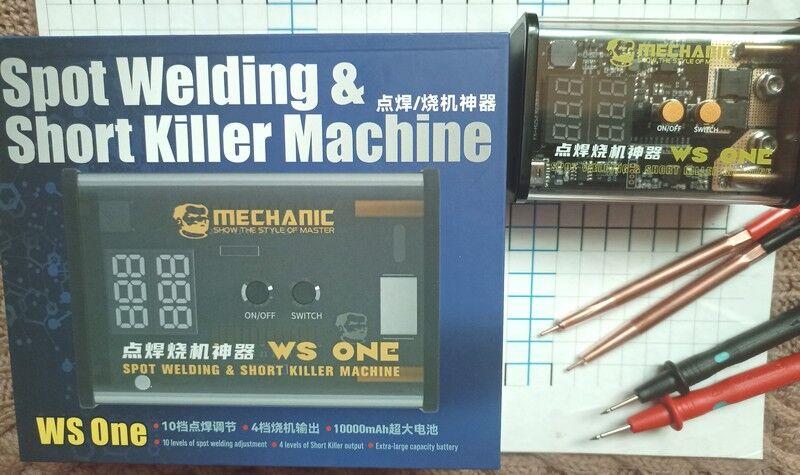 Spot Welding &
Short Killer Machine
点焊/烧机神器
MECHANIC
SHOW THE STYLE OF MASTER
ON/OFF
SWITCH
点焊烧机神器 WS ONE
SPOT WELDING & SHORT KILLER MACHINE
WS One
• 10档点焊调节 • 4档烧机输出 • 10000mAh超大电池
10 levels of spot welding adjustment • 4 levels of Short Killer output • Extra-large capacity battery
MECHANIC
SHOW THE STYLE OF MASTER
ON/OFF
SWITCH
点焊烧机神器 WS ONE
SPOT WELDING & SHORT KILLER